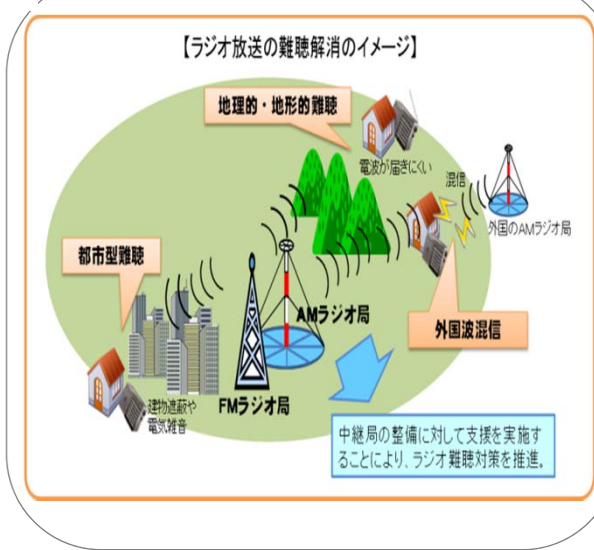 【ラジオ放送の難聴解消のイメージ】
地理的・地形的難聴
電波が届きにくい
混信
外国のAMラジオ局
都市型難聴
AMラジオ局
外国波混信
FMラジオ局
建物遮蔽や
電気雑音
中継局の整備に対して支援を実施す
ることにより、ラジオ難聴対策を推進。